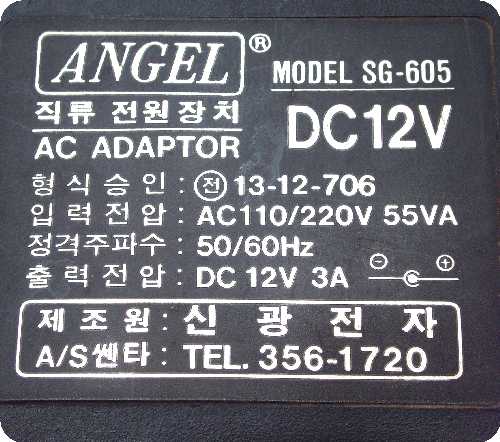 ANGEL®
MODEL SG-605
직류 전원장치
AC ADAPTOR
DC12V
형식승인 : 전 13-12-706
입력전압 : AC110/220V 55VA
정격주파수 : 50/60Hz
출력전압 : DC 12V 3A
제조원 : 신광전자
A/S쎈타 : TEL. 356-1720